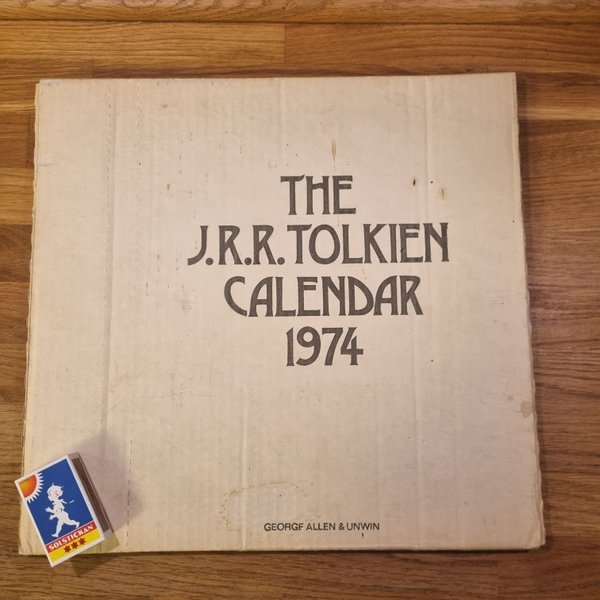 THE
J.R.R. TOLKIEN
CALENDAR
1974
GEORGE ALLEN & UNWIN
SOLSTICKAN